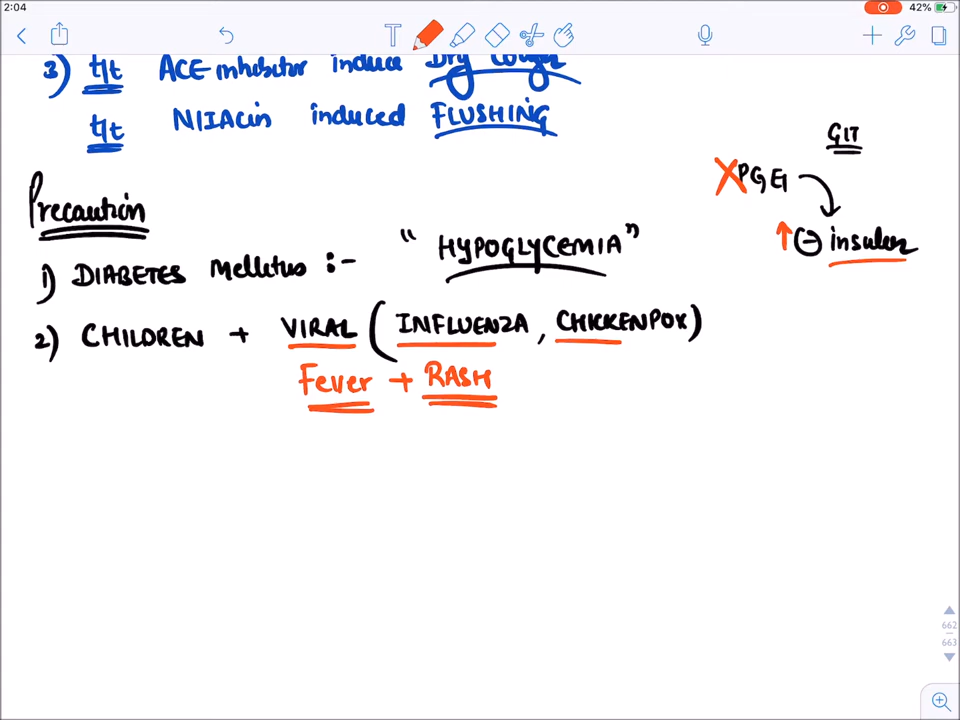 2:04
42%
T
3) t/t ACE inhibitor induce Dry cough
t/t NIIAcin induced FLUSHING
GIT
X PGE1
↑ ⊖ insulin
Precaution
1) DIABETES Mellitus :- " HYPOGLYCEMIA "
2) CHILDREN + VIRAL ( INFLUENZA , CHICKENPOX )
Fever + RASH
662
663